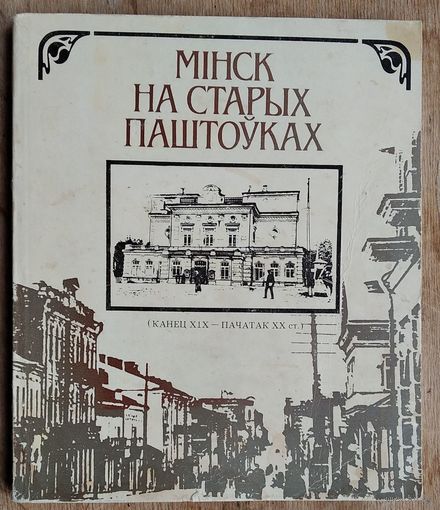 МІНСК
НА СТАРЫХ
ПАШТОЎКАХ
(КАНЕЦ XIX – ПАЧАТАК XX ст.)